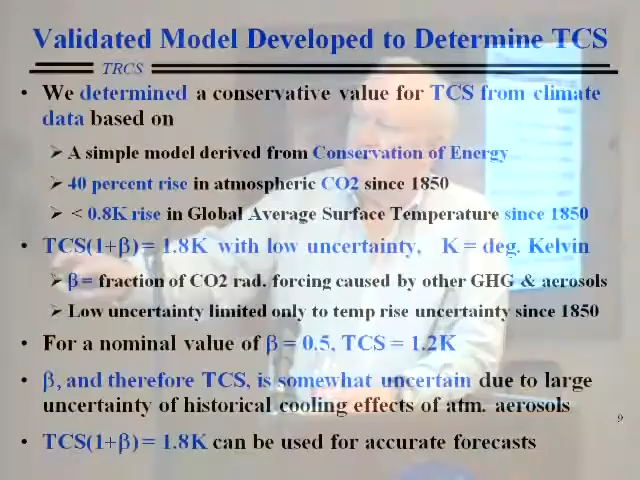 Validated Model Developed to Determine TCS
TRCS
• We determined a conservative value for TCS from climate
data based on
➢ A simple model derived from Conservation of Energy
➢ 40 percent rise in atmospheric CO2 since 1850
➢ < 0.8K rise in Global Average Surface Temperature since 1850
• TCS(1+β)= 1.8K with low uncertainty, K = deg. Kelvin
➢ β = fraction of CO2 rad. forcing caused by other GHG & aerosols
➢ Low uncertainty limited only to temp rise uncertainty since 1850
• For a nominal value of β = 0.5, TCS = 1.2K
• β, and therefore TCS, is somewhat uncertain due to large
uncertainty of historical cooling effects of atm. aerosols
• TCS(1+β)= 1.8K can be used for accurate forecasts
9